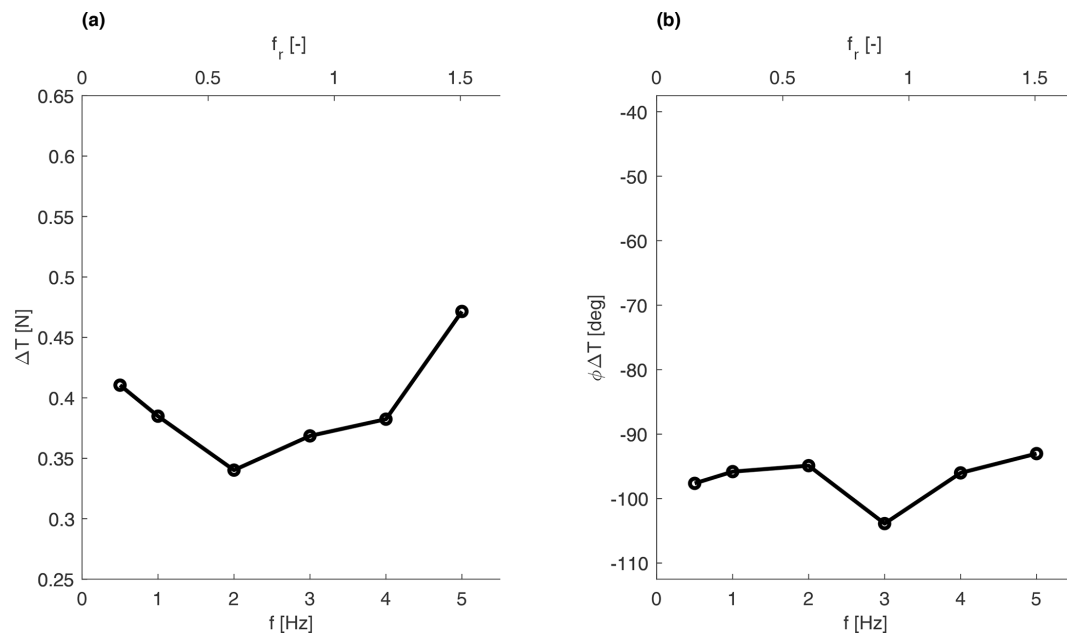 (a)
f_r [-]
0 0.5 1 1.5
0.65
0.6
0.55
0.5
0.45
0.4
0.35
0.3
0.25
ΔT [N]
0 1 2 3 4 5
f [Hz]
(b)
f_r [-]
0 0.5 1 1.5
-40
-50
-60
-70
-80
-90
-100
-110
ϕΔT [deg]
0 1 2 3 4 5
f [Hz]